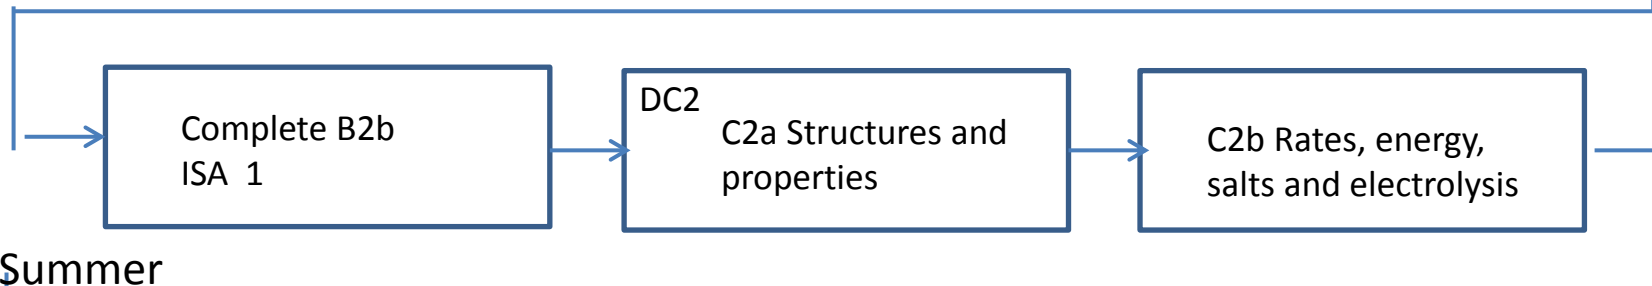 Complete B2b
ISA 1
DC2
C2a Structures and
properties
C2b Rates, energy,
salts and electrolysis
Summer